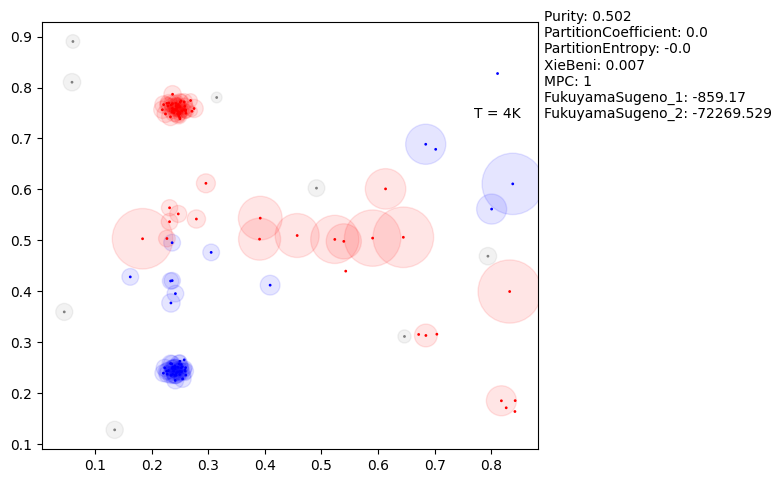 Purity: 0.502
PartitionCoefficient: 0.0
PartitionEntropy: -0.0
XieBeni: 0.007
MPC: 1
FukuyamaSugeno_1: -859.17
FukuyamaSugeno_2: -72269.529
T = 4K
0.9
0.8
0.7
0.6
0.5
0.4
0.3
0.2
0.1
0.1 0.2 0.3 0.4 0.5 0.6 0.7 0.8